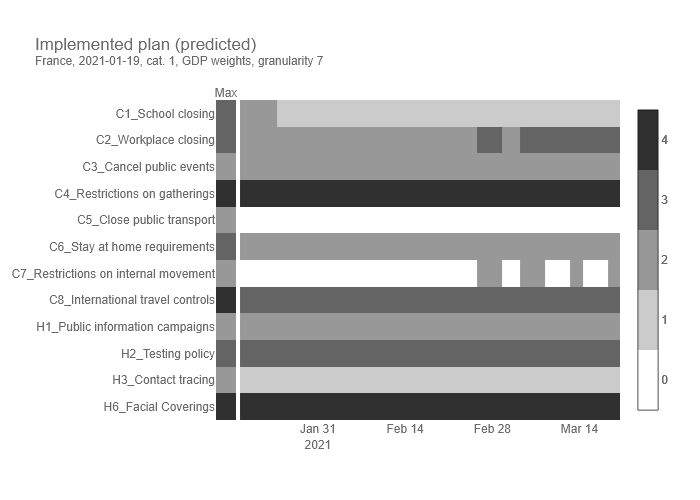 Implemented plan (predicted)
France, 2021-01-19, cat. 1, GDP weights, granularity 7
Max
C1_School closing
C2_Workplace closing
C3_Cancel public events
C4_Restrictions on gatherings
C5_Close public transport
C6_Stay at home requirements
C7_Restrictions on internal movement
C8_International travel controls
H1_Public information campaigns
H2_Testing policy
H3_Contact tracing
H6_Facial Coverings
Jan 31 Feb 14 Feb 28 Mar 14
2021
4
3
2
1
0